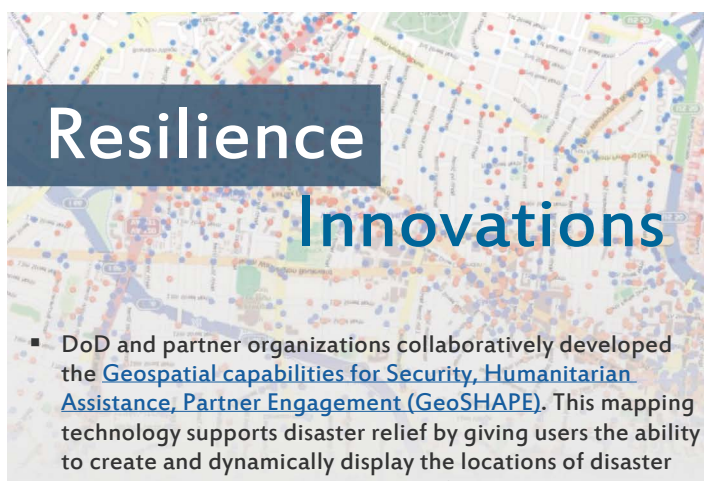 Resilience
Innovations
▪ DoD and partner organizations collaboratively developed
the Geospatial capabilities for Security, Humanitarian
Assistance, Partner Engagement (GeoSHAPE). This mapping
technology supports disaster relief by giving users the ability
to create and dynamically display the locations of disaster